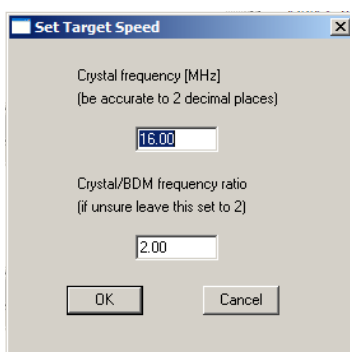 Set Target Speed
Crystal frequency [MHz]
(be accurate to 2 decimal places)
16.00
Crystal/BDM frequency ratio
(if unsure leave this set to 2)
2.00
OK Cancel